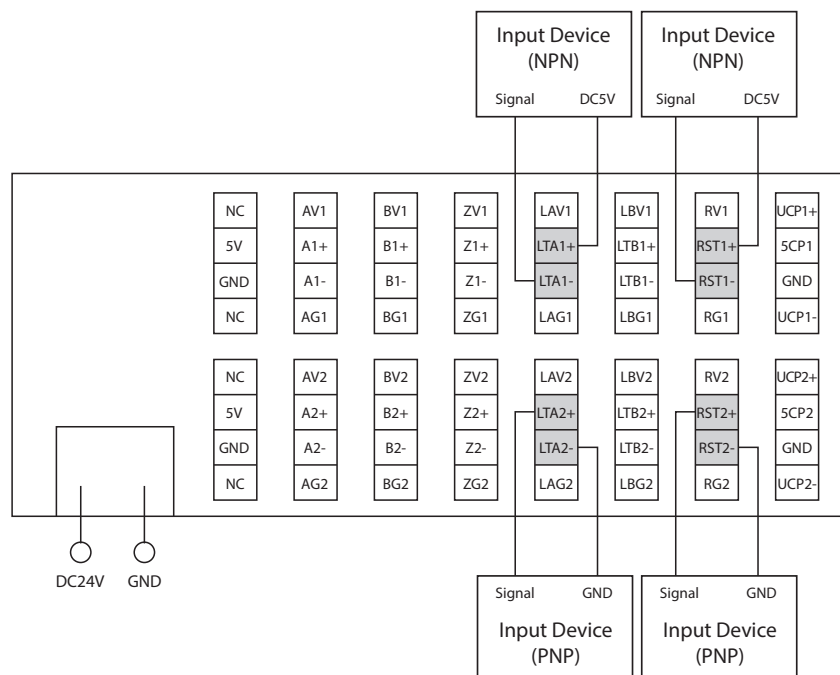 Input Device
(NPN)
Signal DC5V
Input Device
(NPN)
Signal DC5V
NC AV1 BV1 ZV1 LAV1 LBV1 RV1 UCP1+
5V A1+ B1+ Z1+ LTA1+ LTB1+ RST1+ 5CP1
GND A1- B1- Z1- LTA1- LTB1- RST1- GND
NC AG1 BG1 ZG1 LAG1 LBG1 RG1 UCP1-
NC AV2 BV2 ZV2 LAV2 LBV2 RV2 UCP2+
5V A2+ B2+ Z2+ LTA2+ LTB2+ RST2+ 5CP2
GND A2- B2- Z2- LTA2- LTB2- RST2- GND
NC AG2 BG2 ZG2 LAG2 LBG2 RG2 UCP2-
DC24V GND
Signal GND
Input Device
(PNP)
Signal GND
Input Device
(PNP)